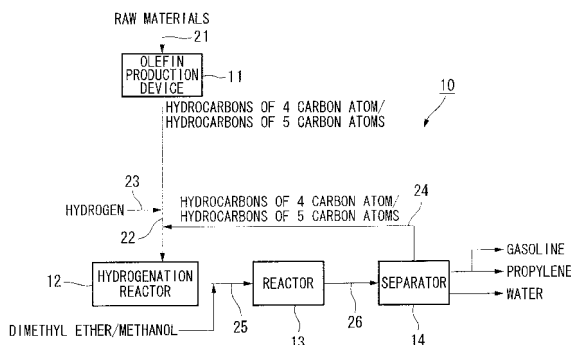 RAW MATERIALS
21
OLEFIN
PRODUCTION
DEVICE
11
HYDROCARBONS OF 4 CARBON ATOM/
HYDROCARBONS OF 5 CARBON ATOMS
10
23
HYDROGEN
22
HYDROCARBONS OF 4 CARBON ATOM/
HYDROCARBONS OF 5 CARBON ATOMS
24
12
HYDROGENATION
REACTOR
REACTOR
SEPARATOR
GASOLINE
PROPYLENE
WATER
DIMETHYL ETHER/METHANOL
25
13
26
14